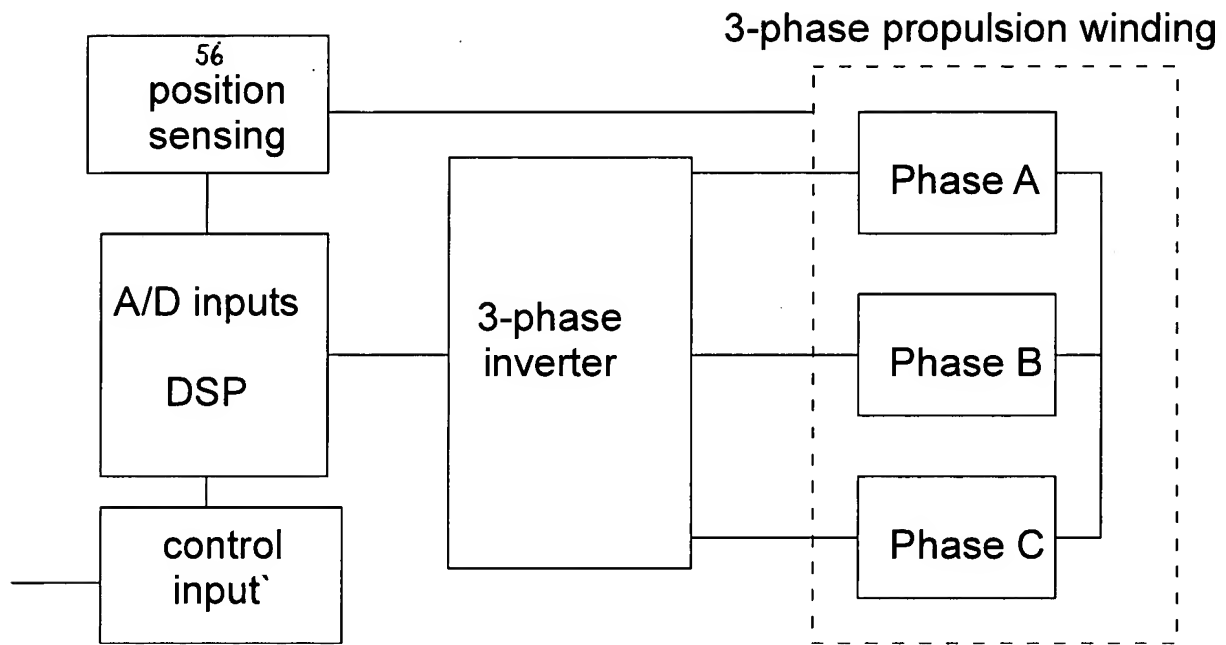 3-phase propulsion winding
56
position
sensing
A/D inputs
DSP
control
input`
3-phase
inverter
Phase A
Phase B
Phase C